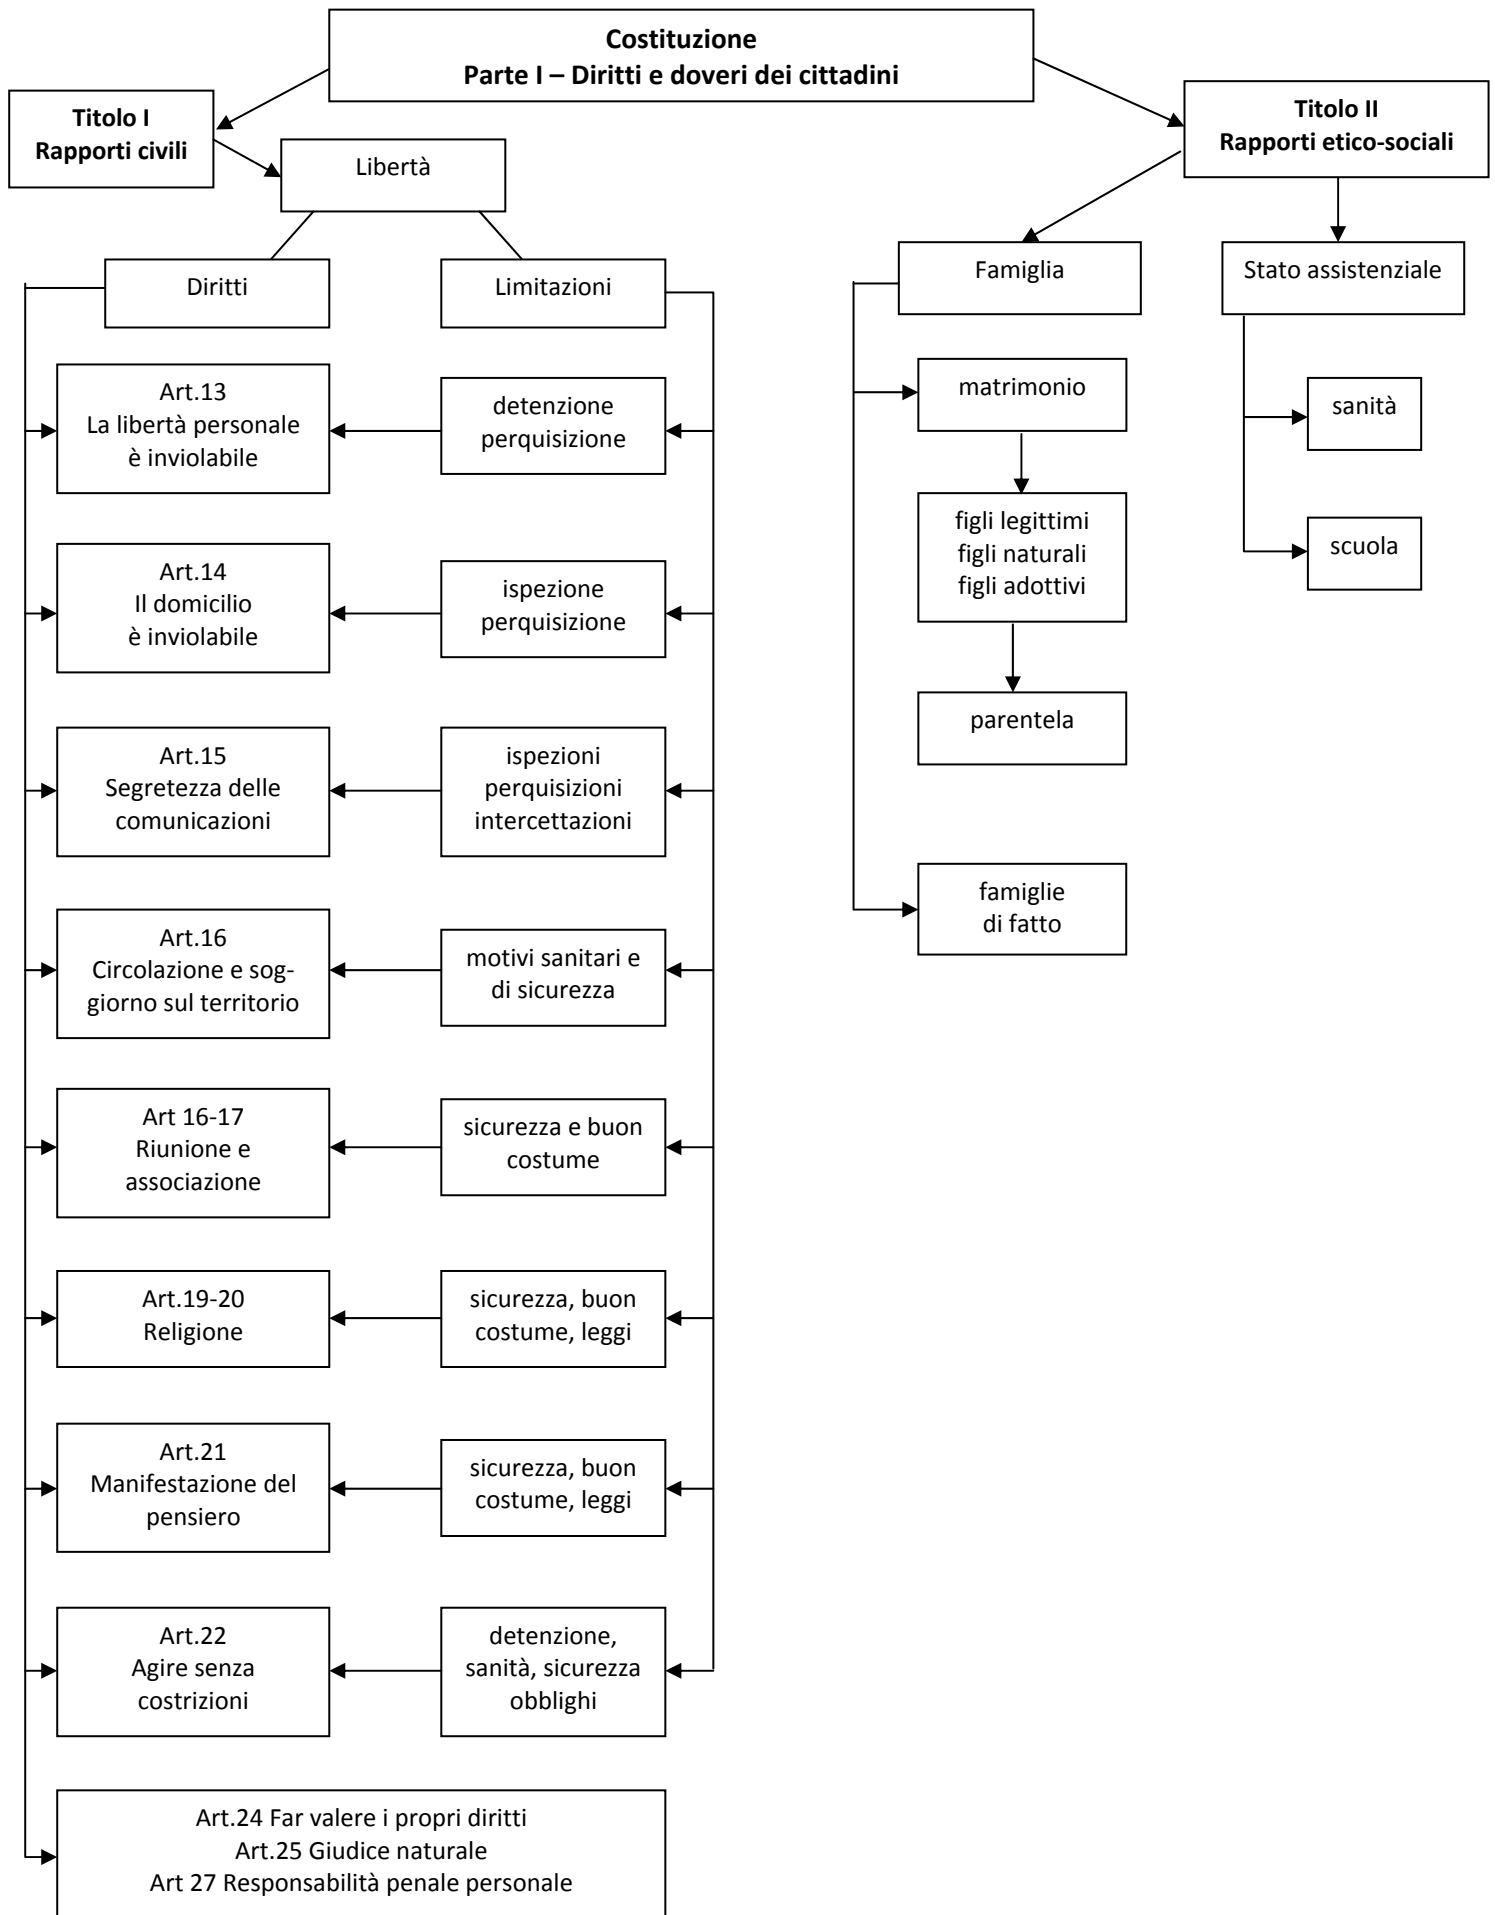 Costituzione
Parte I – Diritti e doveri dei cittadini
Titolo I
Rapporti civili
Libertà
Titolo II
Rapporti etico-sociali
Diritti
Limitazioni
Famiglia
Stato assistenziale
Art.13
La libertà personale
è inviolabile
detenzione
perquisizione
matrimonio
sanità
figli legittimi
figli naturali
figli adottivi
scuola
Art.14
Il domicilio
è inviolabile
ispezione
perquisizione
parentela
Art.15
Segretezza delle
comunicazioni
ispezioni
perquisizioni
intercettazioni
famiglie
di fatto
Art.16
Circolazione e sog-
giorno sul territorio
motivi sanitari e
di sicurezza
Art 16-17
Riunione e
associazione
sicurezza e buon
costume
Art.19-20
Religione
sicurezza, buon
costume, leggi
Art.21
Manifestazione del
pensiero
sicurezza, buon
costume, leggi
Art.22
Agire senza
costrizioni
detenzione,
sanità, sicurezza
obblighi
Art.24 Far valere i propri diritti
Art.25 Giudice naturale
Art 27 Responsabilità penale personale